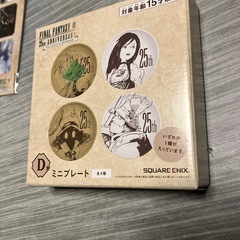 対象年齢15才以上
FINAL FANTASY
ANNIVERSARY
25th
25th
25th
25th
いずれか
1種が
入っています。
D
ミニプレート 全4種
SQUARE ENIX